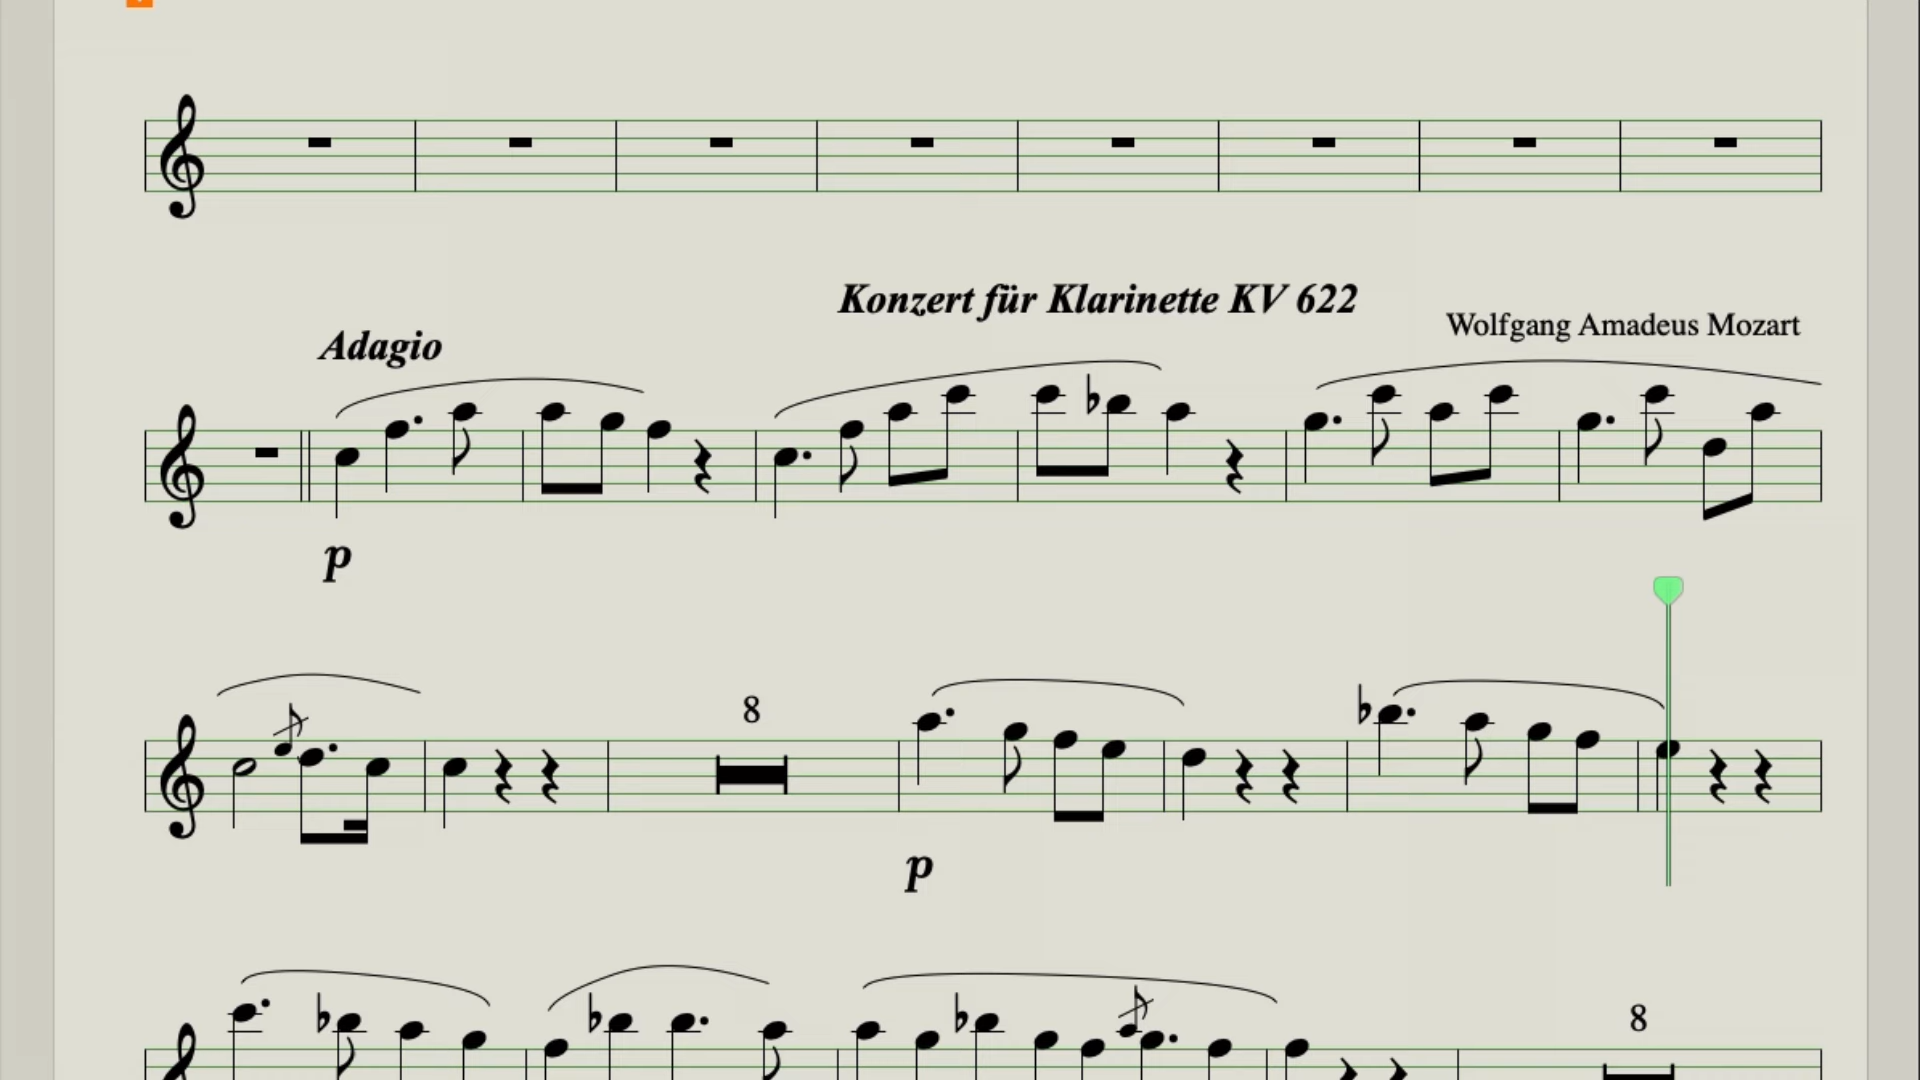 Konzert für Klarinette KV 622
Wolfgang Amadeus Mozart
Adagio
p
8
p
8